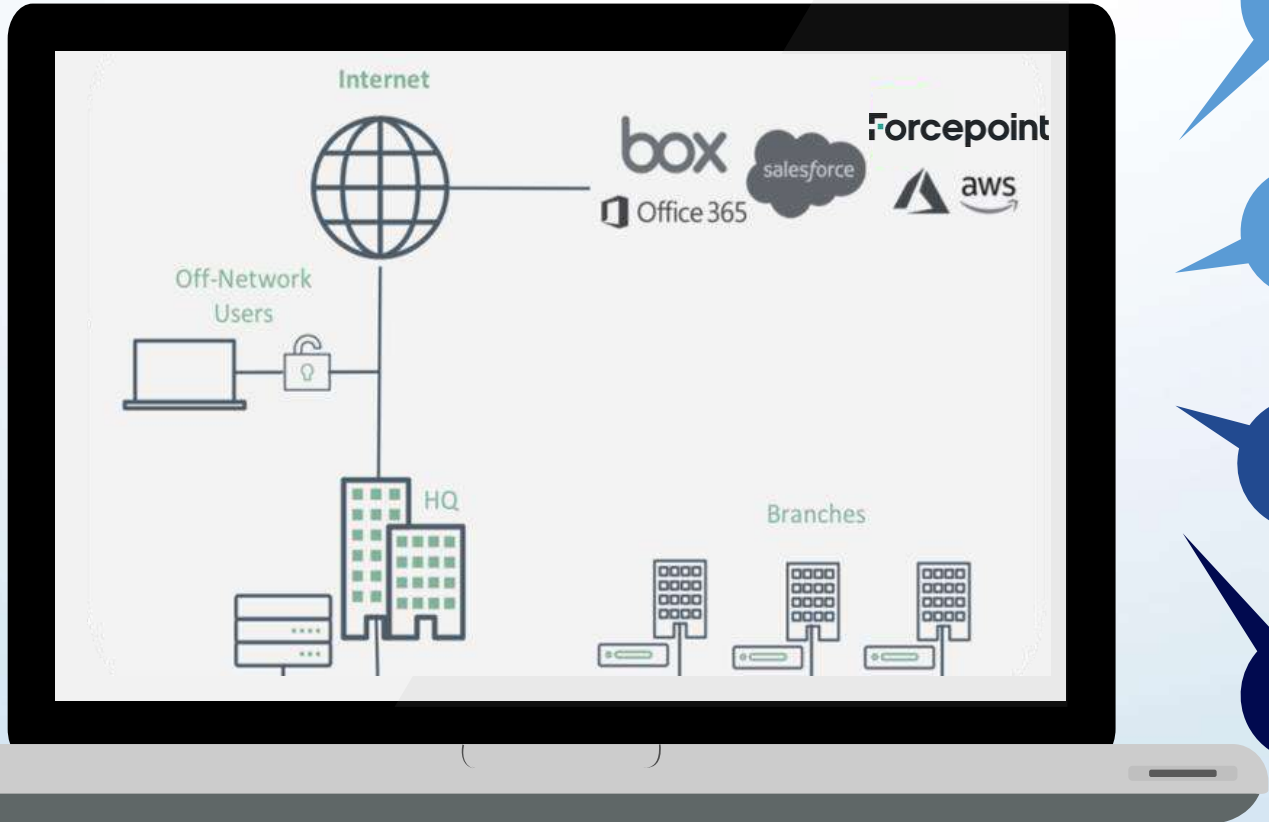 Internet
Forcepoint
box
salesforce
aws
Office 365
Off-Network
Users
HQ
Branches